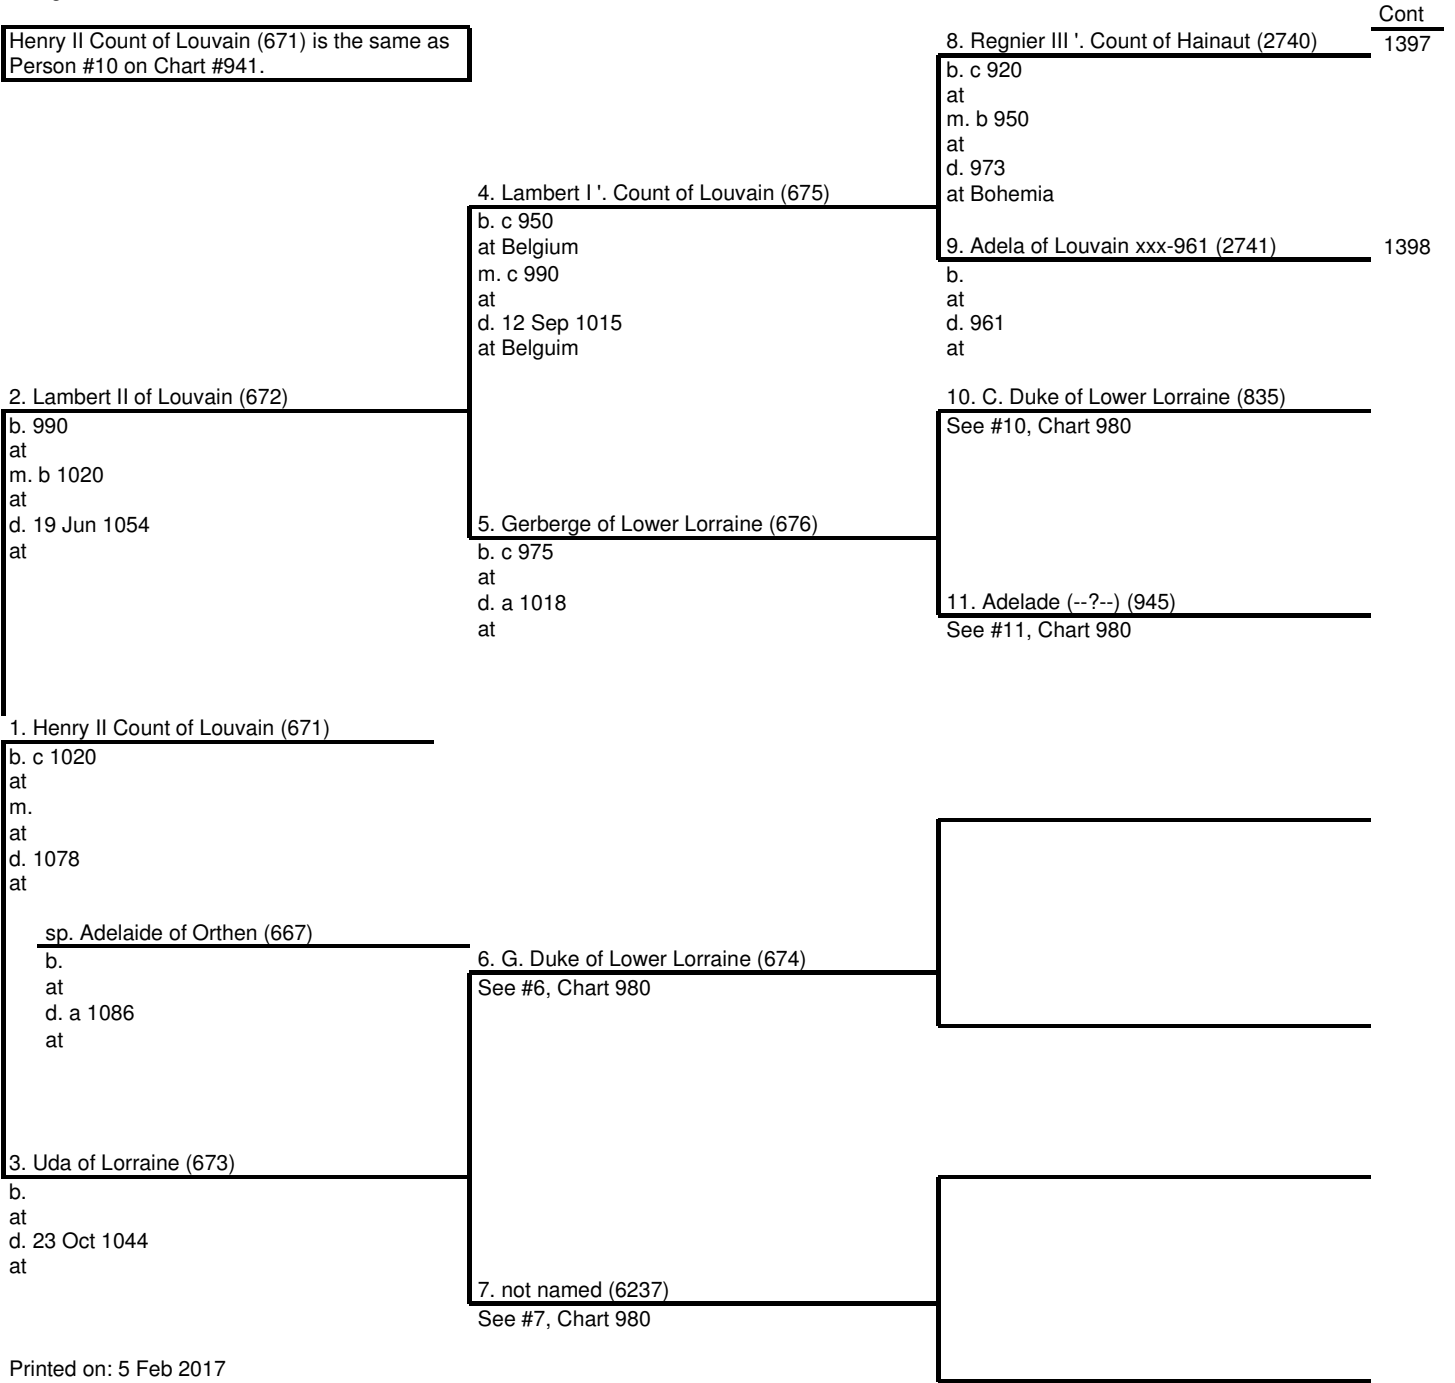 Cont
Henry II Count of Louvain (671) is the same as
Person #10 on Chart #941.
8. Regnier III '. Count of Hainaut (2740)
1397
b. c 920
at
m. b 950
at
d. 973
at Bohemia
4. Lambert I '. Count of Louvain (675)
b. c 950
at Belgium
m. c 990
at
d. 12 Sep 1015
at Belguim
9. Adela of Louvain xxx-961 (2741)
1398
b.
at
d. 961
at
2. Lambert II of Louvain (672)
b. 990
at
m. b 1020
at
d. 19 Jun 1054
at
10. C. Duke of Lower Lorraine (835)
See #10, Chart 980
5. Gerberge of Lower Lorraine (676)
b. c 975
at
d. a 1018
at
11. Adelade (--?--) (945)
See #11, Chart 980
1. Henry II Count of Louvain (671)
b. c 1020
at
m.
at
d. 1078
at
sp. Adelaide of Orthen (667)
b.
at
d. a 1086
at
6. G. Duke of Lower Lorraine (674)
See #6, Chart 980
3. Uda of Lorraine (673)
b.
at
d. 23 Oct 1044
at
7. not named (6237)
See #7, Chart 980
Printed on: 5 Feb 2017